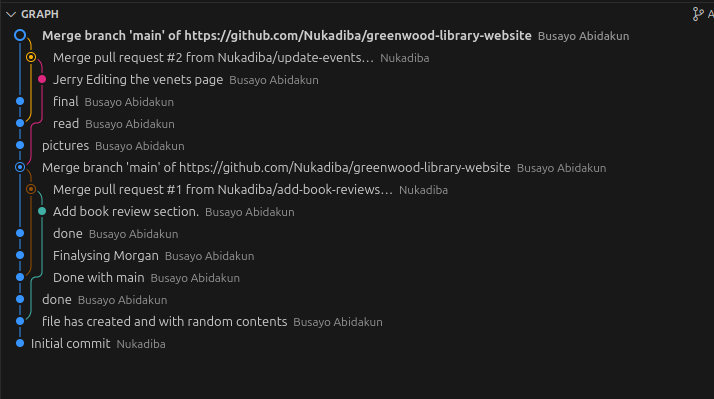 GRAPH A
Merge branch 'main' of https://github.com/Nukadiba/greenwood-library-website Busayo Abidakun
Merge pull request #2 from Nukadiba/update-events… Nukadiba
Jerry Editing the venets page Busayo Abidakun
final Busayo Abidakun
read Busayo Abidakun
pictures Busayo Abidakun
Merge branch 'main' of https://github.com/Nukadiba/greenwood-library-website Busayo Abidakun
Merge pull request #1 from Nukadiba/add-book-reviews… Nukadiba
Add book review section. Busayo Abidakun
done Busayo Abidakun
Finalysing Morgan Busayo Abidakun
Done with main Busayo Abidakun
done Busayo Abidakun
file has created and with random contents Busayo Abidakun
Initial commit Nukadiba